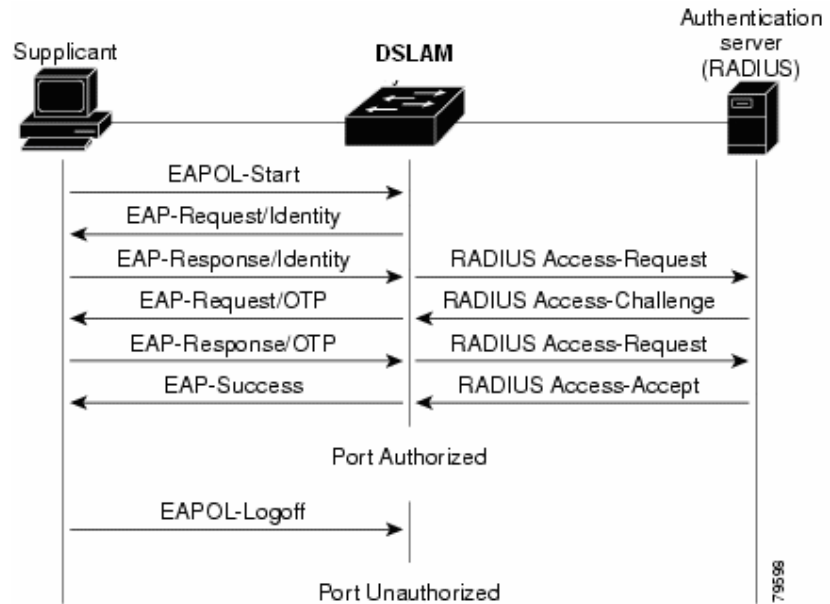 Supplicant
DSLAM
Authentication
server
(RADIUS)
EAPOL-Start
EAP-Request/Identity
EAP-Response/Identity
RADIUS Access-Request
EAP-Request/OTP
RADIUS Access-Challenge
EAP-Response/OTP
RADIUS Access-Request
EAP-Success
RADIUS Access-Accept
Port Authorized
EAPOL-Logoff
Port Unauthorized
79599